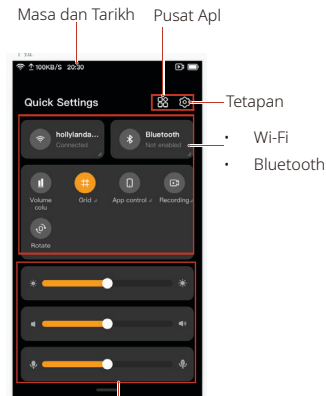 Masa dan Tarikh Pusat Apl
100KB/S 20:30
Quick Settings
Tetapan
hollylanda...
Connected
Bluetooth
Not enabled
• Wi-Fi
• Bluetooth
Volume
colu
Grid
App control
Recording
Rotate